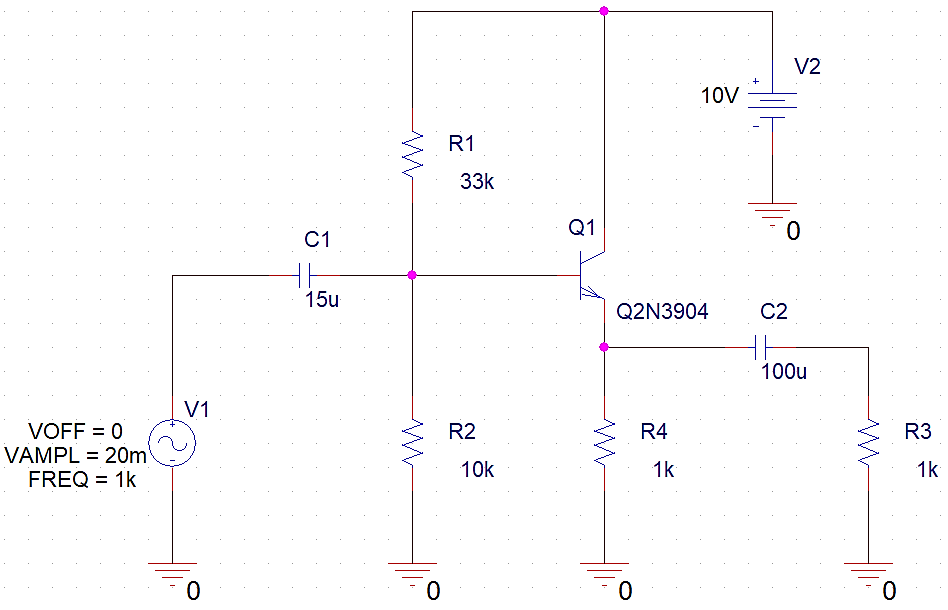 V2
10V
+
-
0
R1
33k
Q1
C1
15u
Q2N3904
C2
100u
V1
+
-
VOFF = 0
VAMPL = 20m
FREQ = 1k
R2
10k
R4
1k
R3
1k
0
0
0
0